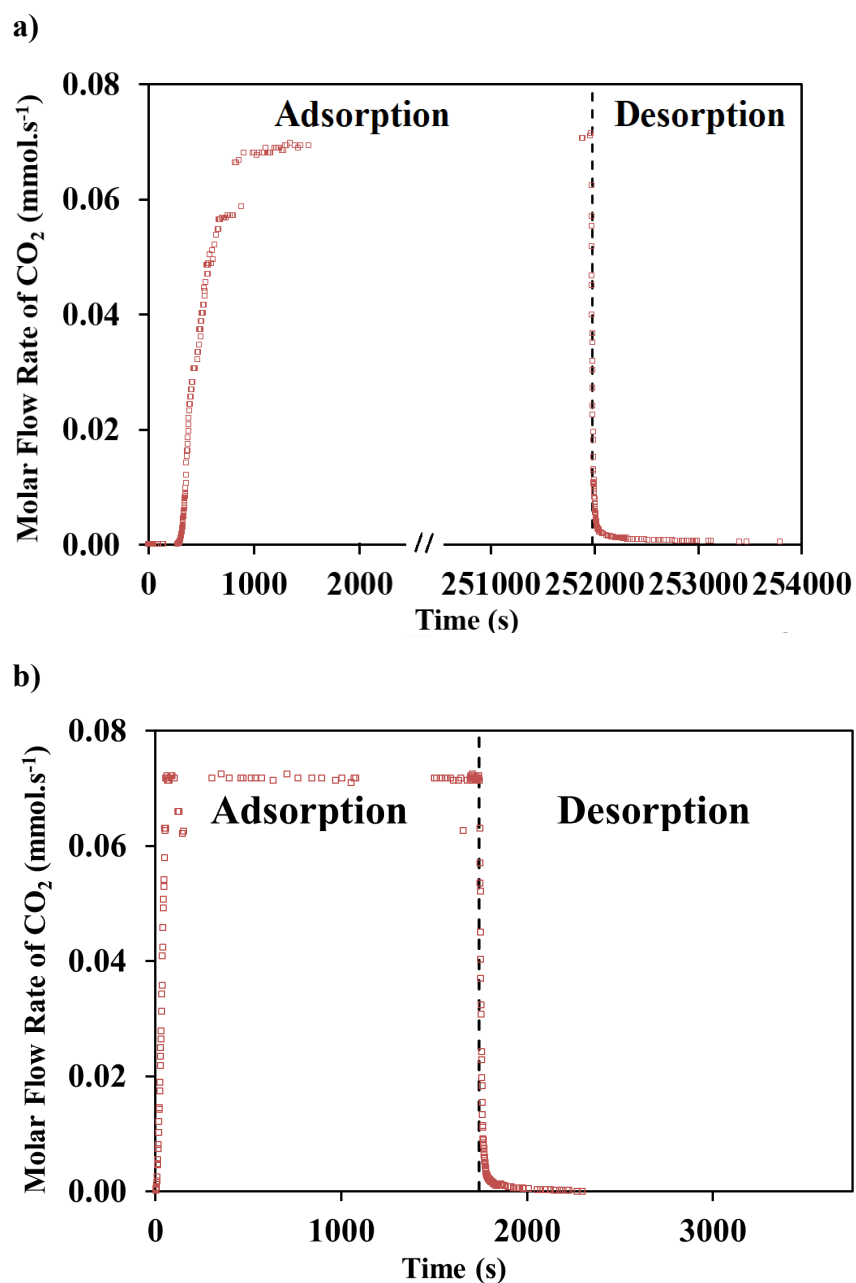 a)
0.08
Adsorption
Desorption
0.06
0.04
0.02
0.00
Molar Flow Rate of CO₂ (mmol.s⁻¹)
0
1000
2000
//
251000
252000
253000
254000
Time (s)
b)
0.08
Adsorption
Desorption
0.06
0.04
0.02
0.00
Molar Flow Rate of CO₂ (mmol.s⁻¹)
0
1000
2000
3000
Time (s)